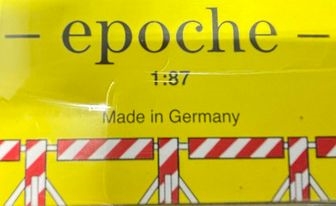 – epoche –
1:87
Made in Germany